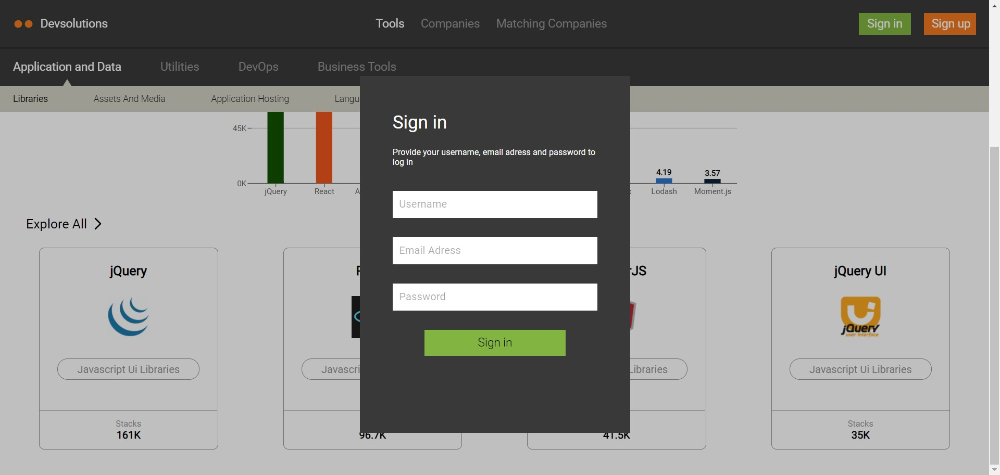 Devsolutions
Tools Companies Matching Companies
Sign in Sign up
Application and Data Utilities DevOps Business Tools
Libraries Assets And Media Application Hosting Langu
Sign in
Provide your username, email adress and password to
log in
Username
Email Adress
Password
Sign in
45K
0K
4.19 3.57
jQuery React A Lodash Moment.js
Explore All
jQuery
Javascript Ui Libraries
Stacks
161K
Javascri
96.7K
rJS
Libraries
41.5K
jQuery UI
jQuery
user interface
Javascript Ui Libraries
Stacks
35K